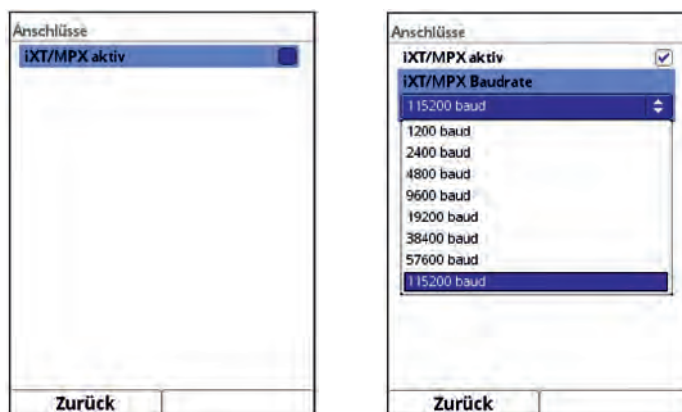 Anschlüsse
iXT/MPX aktiv
Zurück
Anschlüsse
iXT/MPX aktiv
iXT/MPX Baudrate
115200 baud
1200 baud
2400 baud
4800 baud
9600 baud
19200 baud
38400 baud
57600 baud
115200 baud
Zurück